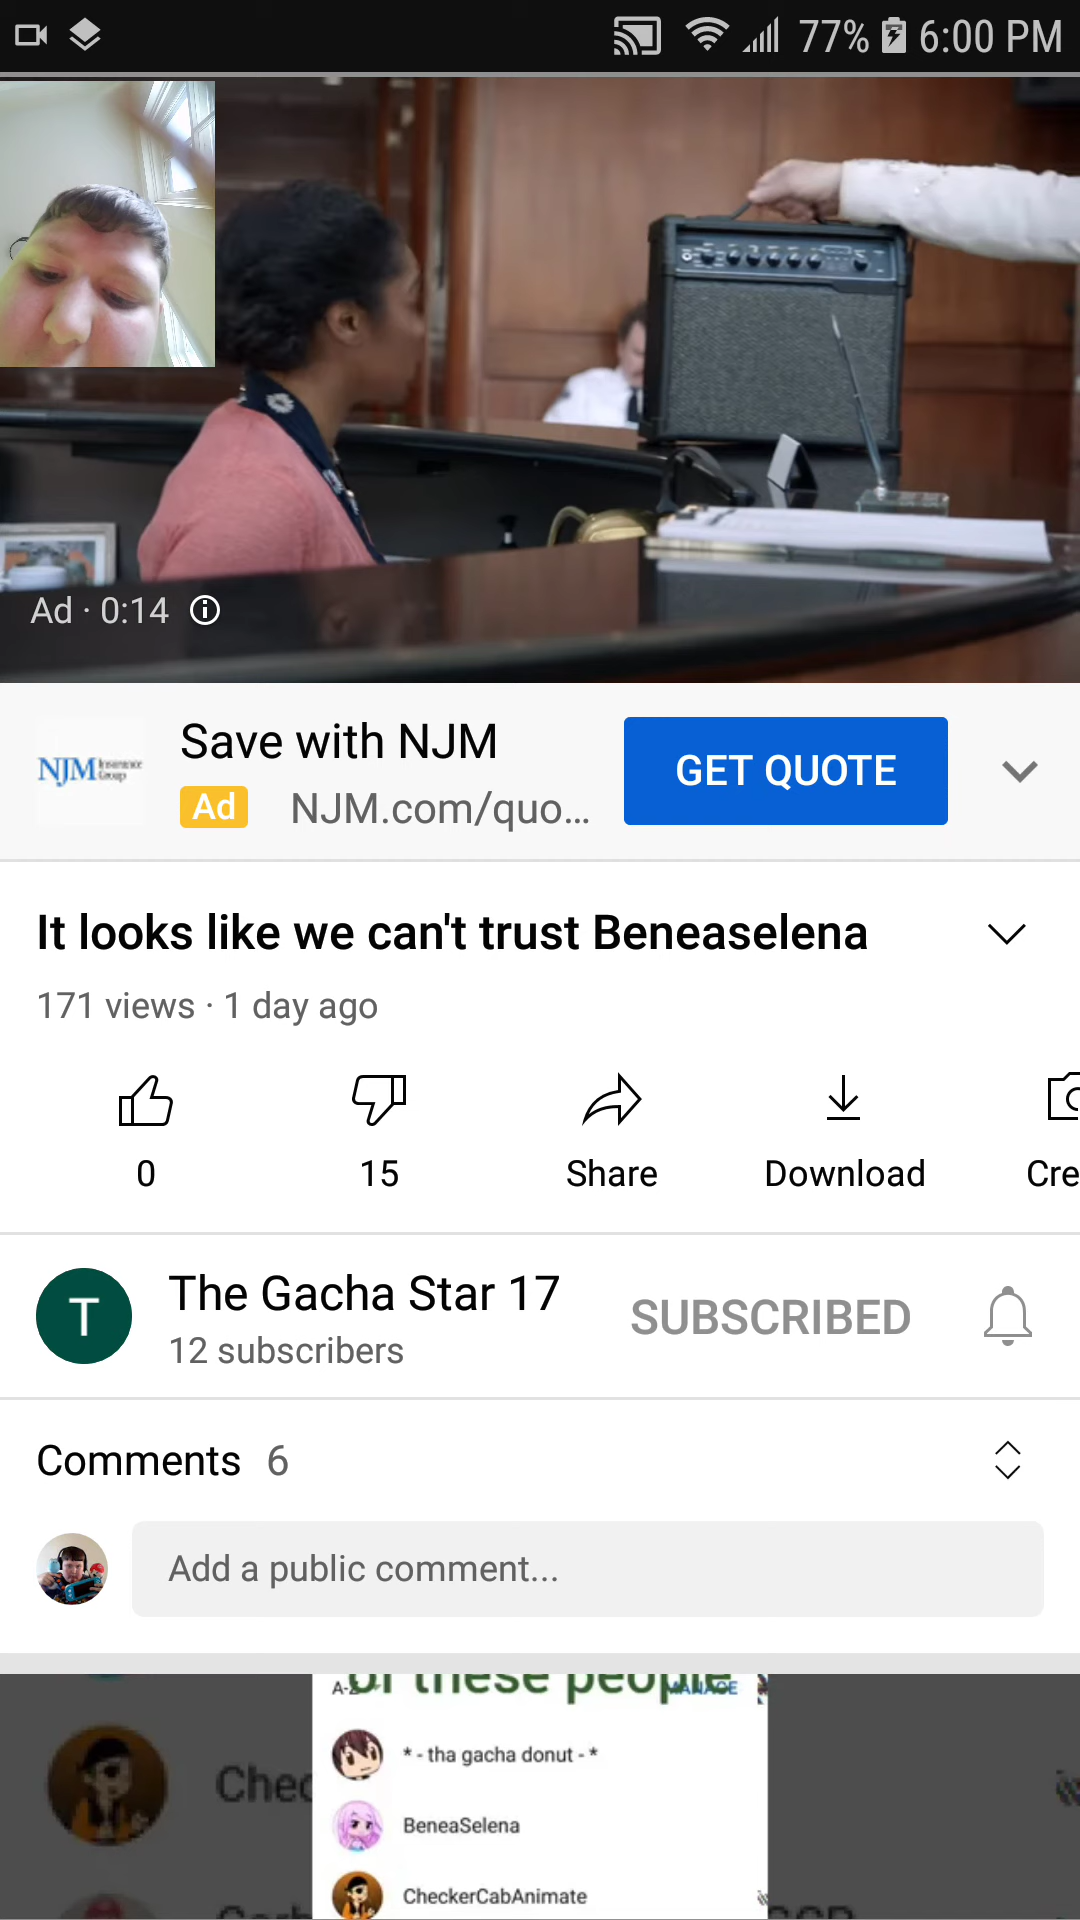 77% 6:00 PM
Ad · 0:14
NJM Insurance Group
Save with NJM
Ad NJM.com/quo...
GET QUOTE
It looks like we can't trust Beneaselena
171 views · 1 day ago
0 15 Share Download Cre
T
The Gacha Star 17
12 subscribers
SUBSCRIBED
Comments 6
Add a public comment...
of these people
A-Z MANAGE
* - tha gacha donut - *
Chec
BeneaSelena
CheckerCabAnimate